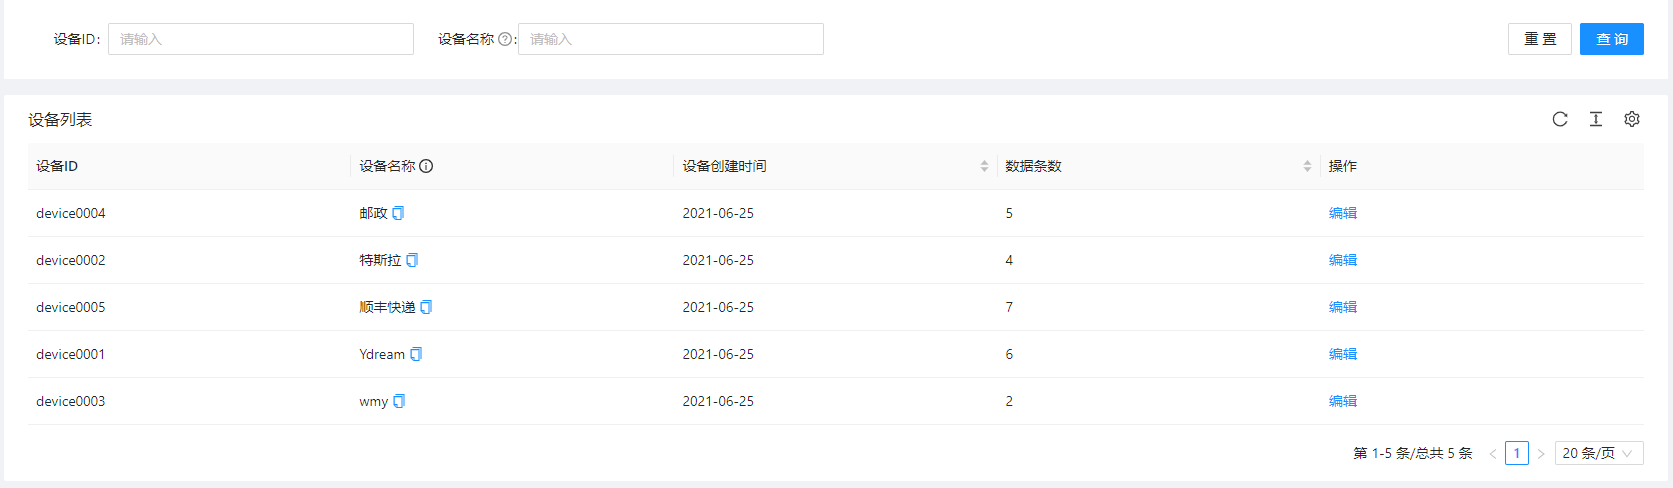 设备ID: 请输入 设备名称 : 请输入 重 置 查 询
设备列表
设备ID 设备名称 设备创建时间 数据条数 操作
device0004 邮政 2021-06-25 5 编辑
device0002 特斯拉 2021-06-25 4 编辑
device0005 顺丰快递 2021-06-25 7 编辑
device0001 Ydream 2021-06-25 6 编辑
device0003 wmy 2021-06-25 2 编辑
第 1-5 条/总共 5 条 < 1 > 20 条/页